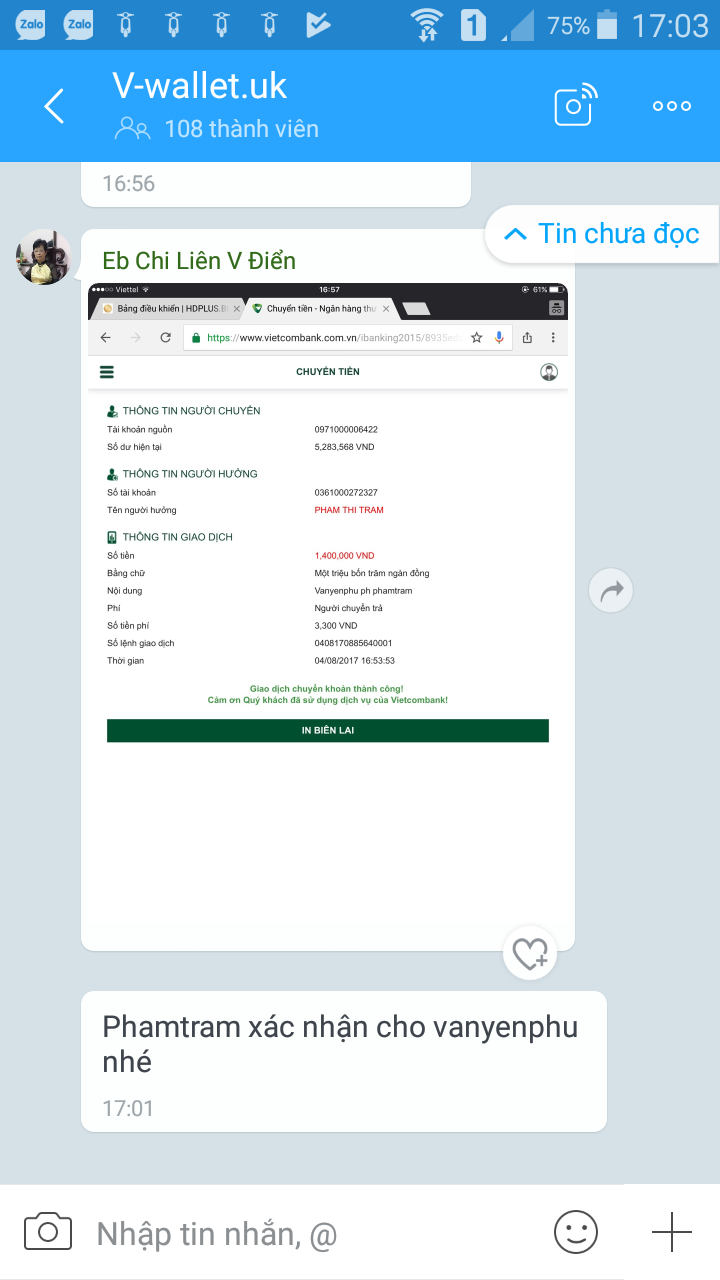 Zalo Zalo 1 75% 17:03
V-wallet.uk
108 thành viên
16:56
Tin chưa đọc
Eb Chi Liên V Điển
Viettel 16:57 61%
Bảng điều khiển | HDPLUS.BI Chuyển tiền - Ngân hàng thư
https://www.vietcombank.com.vn/ibanking2015/8935ed
CHUYỂN TIỀN
THÔNG TIN NGƯỜI CHUYỂN
Tài khoản nguồn 0971000006422
Số dư hiện tại 5,283,568 VND
THÔNG TIN NGƯỜI HƯỞNG
Số tài khoản 0361000272327
Tên người hưởng PHAM THI TRAM
THÔNG TIN GIAO DỊCH
Số tiền 1,400,000 VND
Bằng chữ Một triệu bốn trăm ngàn đồng
Nội dung Vanyenphu ph phamtram
Phí Người chuyển trả
Số tiền phí 3,300 VND
Số lệnh giao dịch 0408170885640001
Thời gian 04/08/2017 16:53:53
Giao dịch chuyển khoản thành công!
Cảm ơn Quý khách đã sử dụng dịch vụ của Vietcombank!
IN BIÊN LAI
Phamtram xác nhận cho vanyenphu
nhé
17:01
Nhập tin nhắn, @